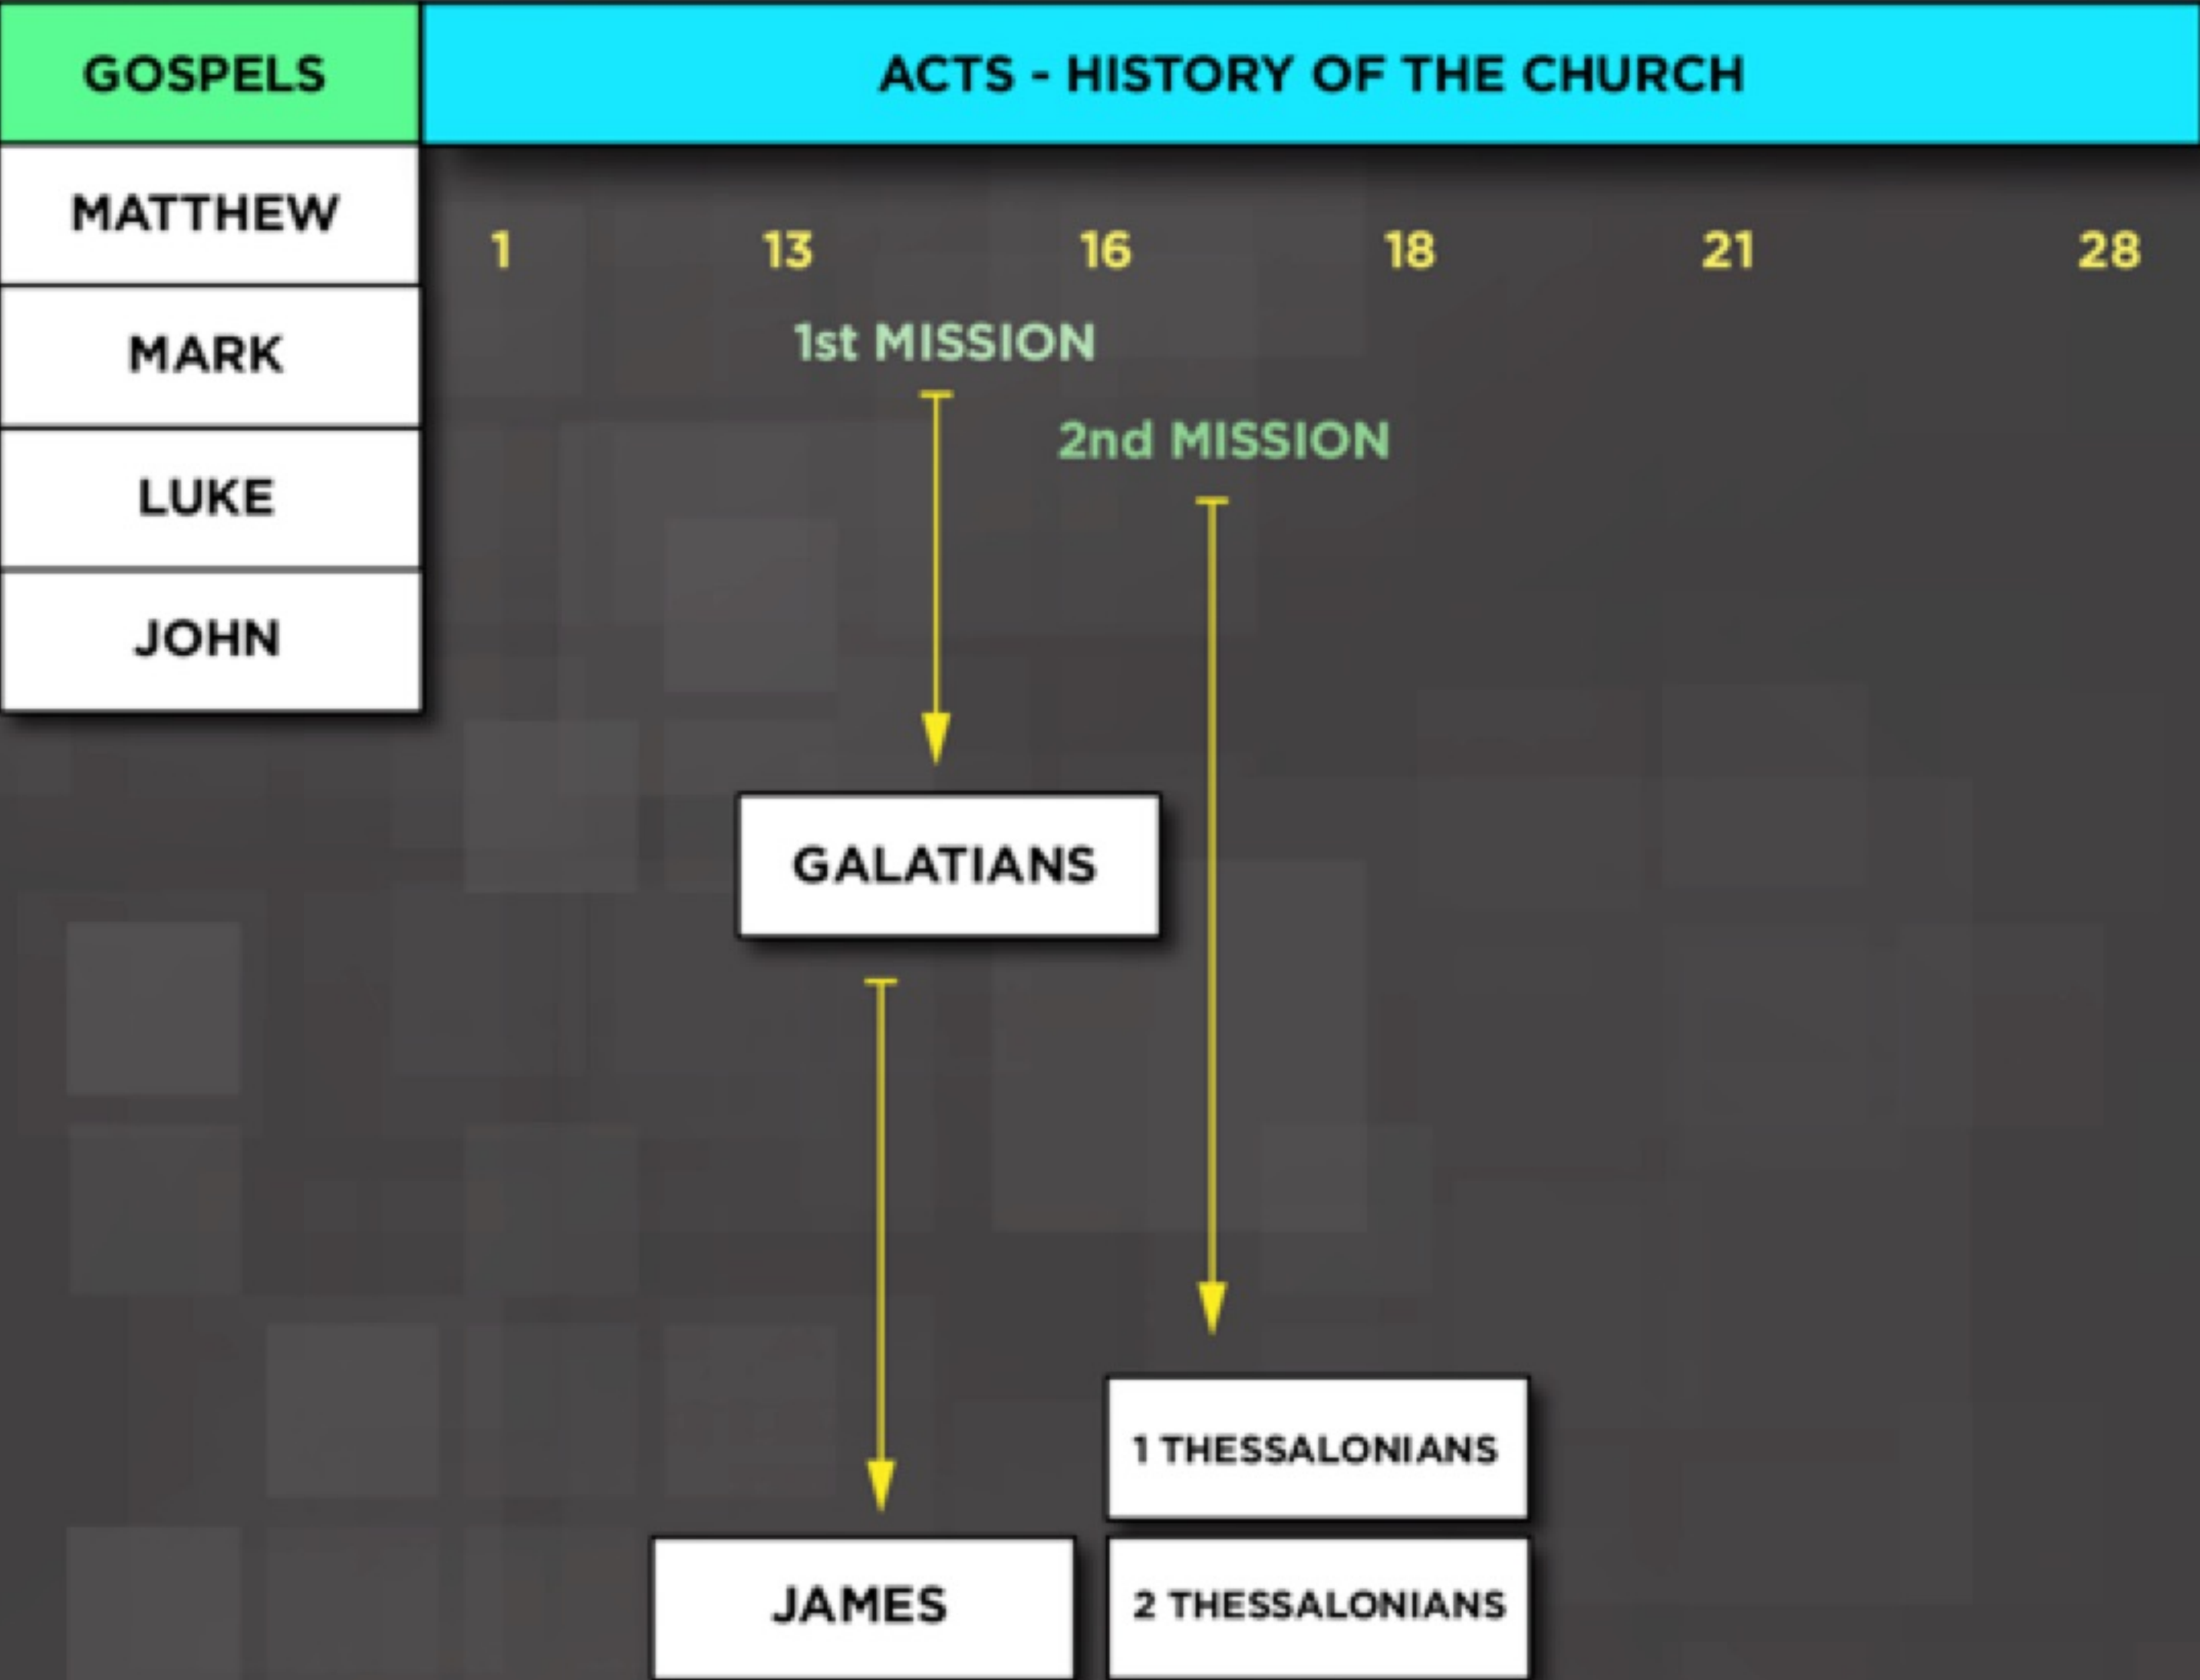 GOSPELS
ACTS - HISTORY OF THE CHURCH
MATTHEW
MARK
LUKE
JOHN
1 13 16 18 21 28
1st MISSION
2nd MISSION
GALATIANS
1 THESSALONIANS
JAMES
2 THESSALONIANS